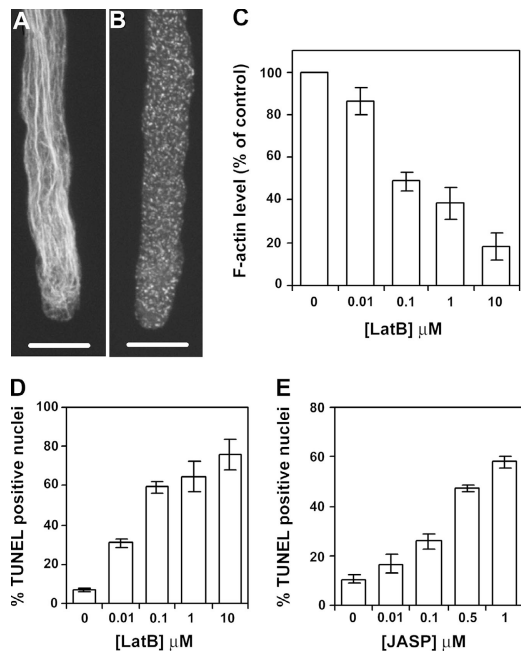 A
B
C
F-actin level (% of control)
100
80
60
40
20
0
0 0.01 0.1 1 10
[LatB] µM
D
% TUNEL positive nuclei
100
80
60
40
20
0
0 0.01 0.1 1 10
[LatB] µM
E
% TUNEL positive nuclei
80
60
40
20
0
0 0.01 0.1 0.5 1
[JASP] µM